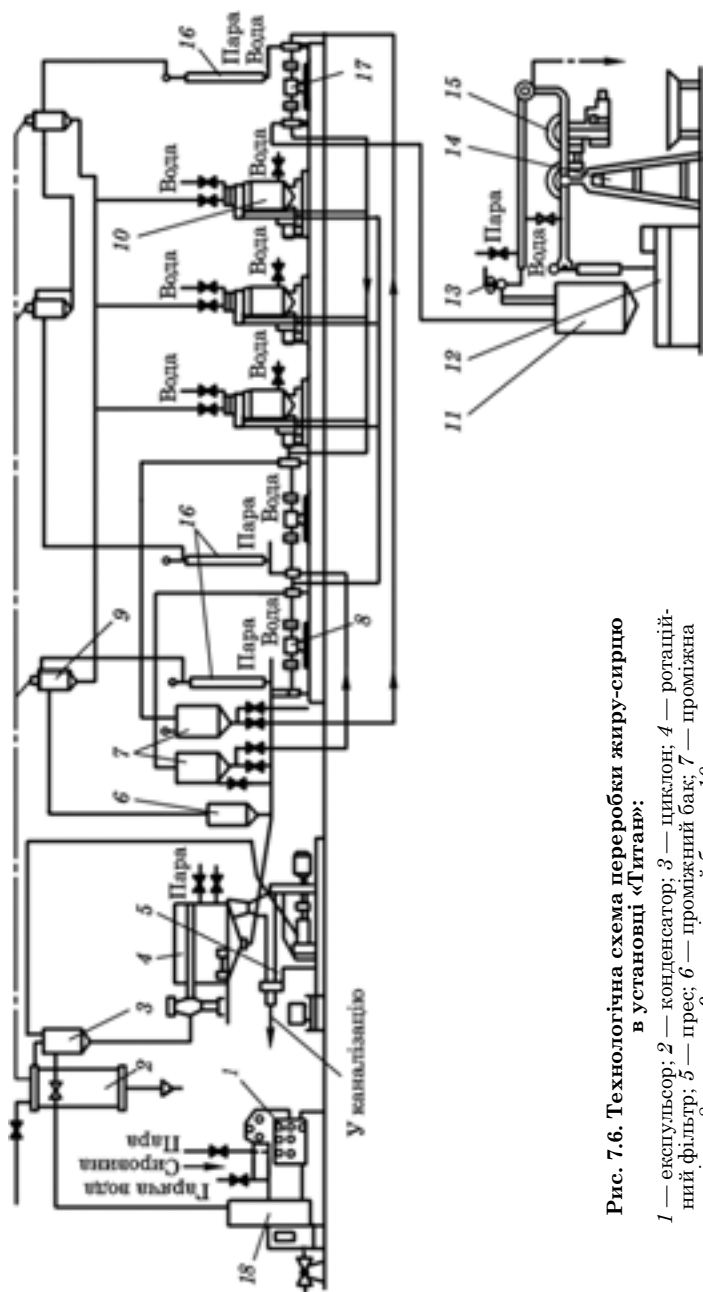 16
Пара
Вода
17
Вода
Вода
10
Вода
Вода
Вода
Вода
16
Пара
Вода
9
Пара
Вода
8
7
6
Пара
4
5
3
2
У каналізацію
1
Пара
Сировина
Гаряча вода
18
15
14
Пара
Вода
13
12
11
Рис. 7.6. Технологічна схема переробки жиру-сирцю
в установці «Титан»:
1 — експульсор; 2 — конденсатор; 3 — циклон; 4 — ротацій-
ний фільтр; 5 — прес; 6 — проміжний бак; 7 — проміжна